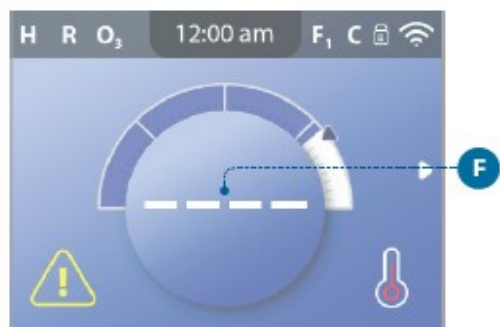 H R O₃ 12:00 am F₁ C
– – – –
F